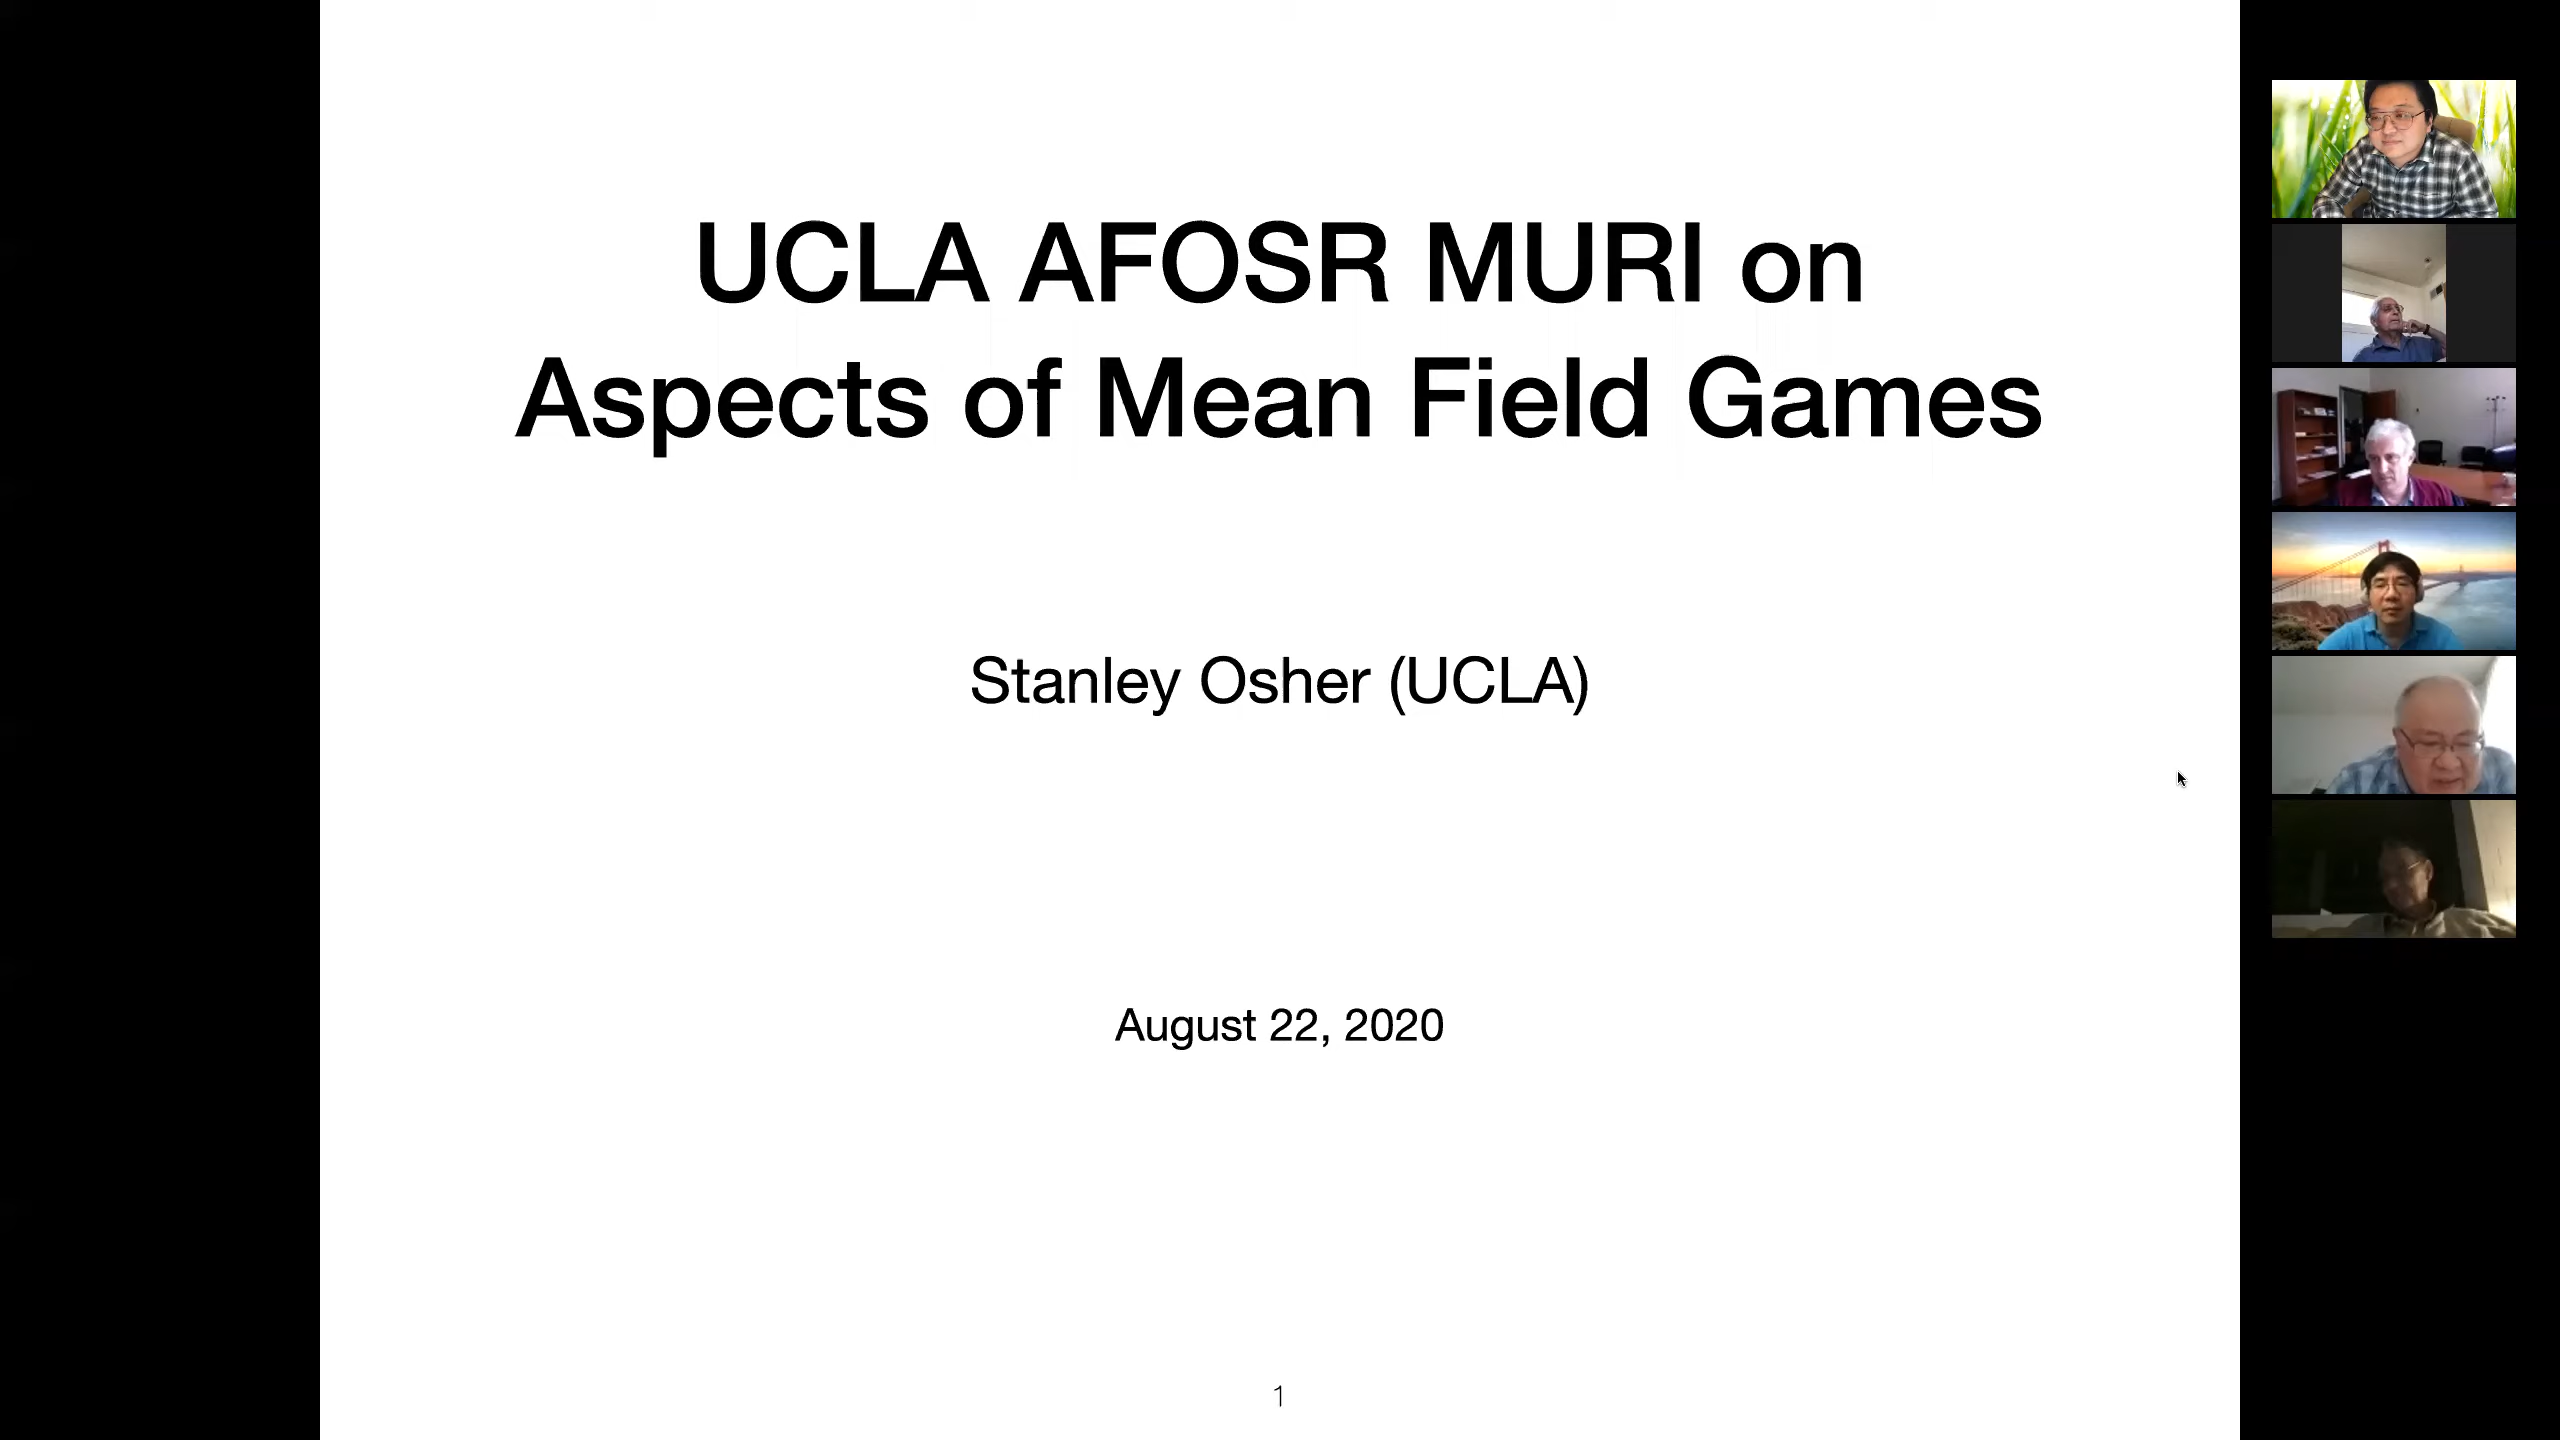 UCLA AFOSR MURI on
Aspects of Mean Field Games
Stanley Osher (UCLA)
August 22, 2020
1